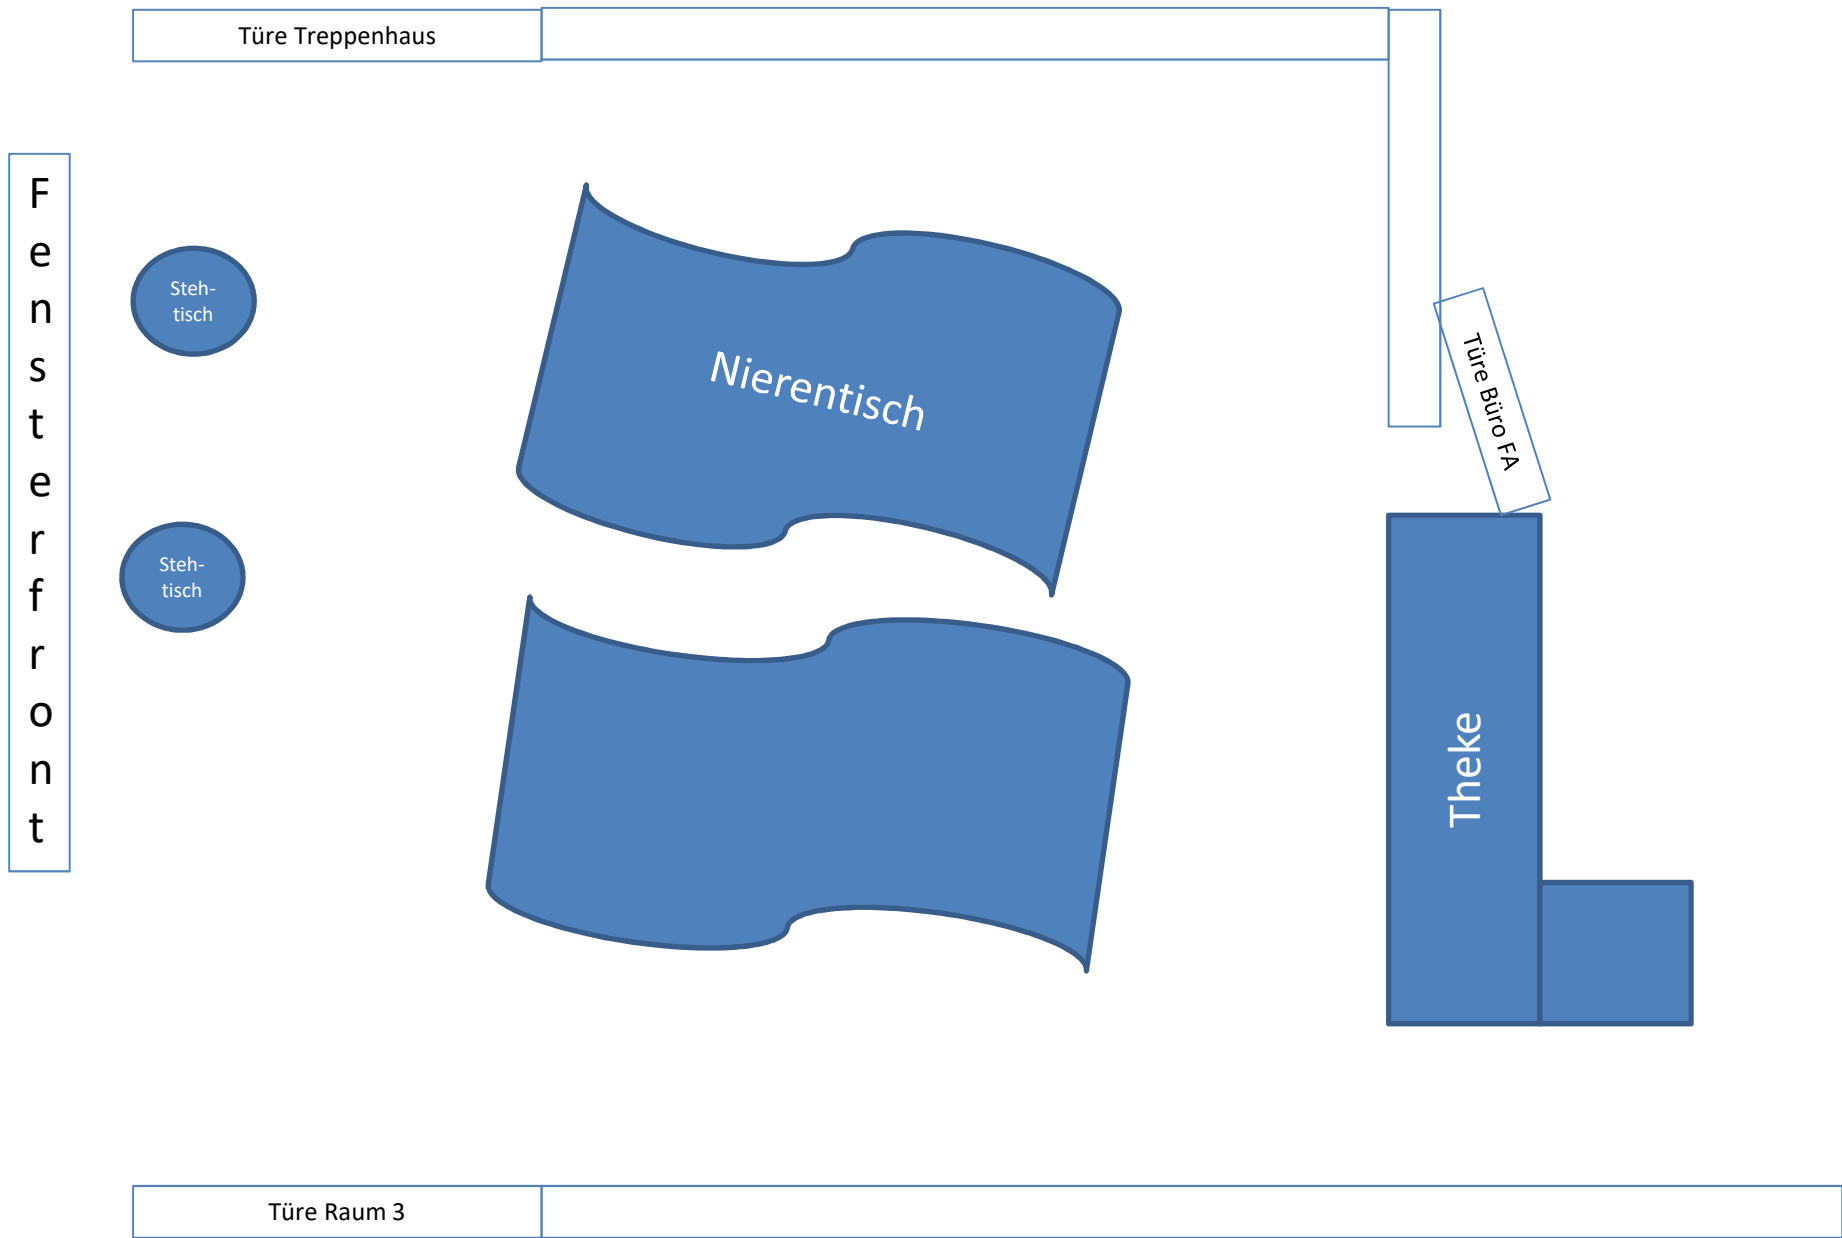 Türe Treppenhaus
Fensterfront
Steh-
tisch
Nierentisch
Türe Büro FA
Steh-
tisch
Theke
Türe Raum 3